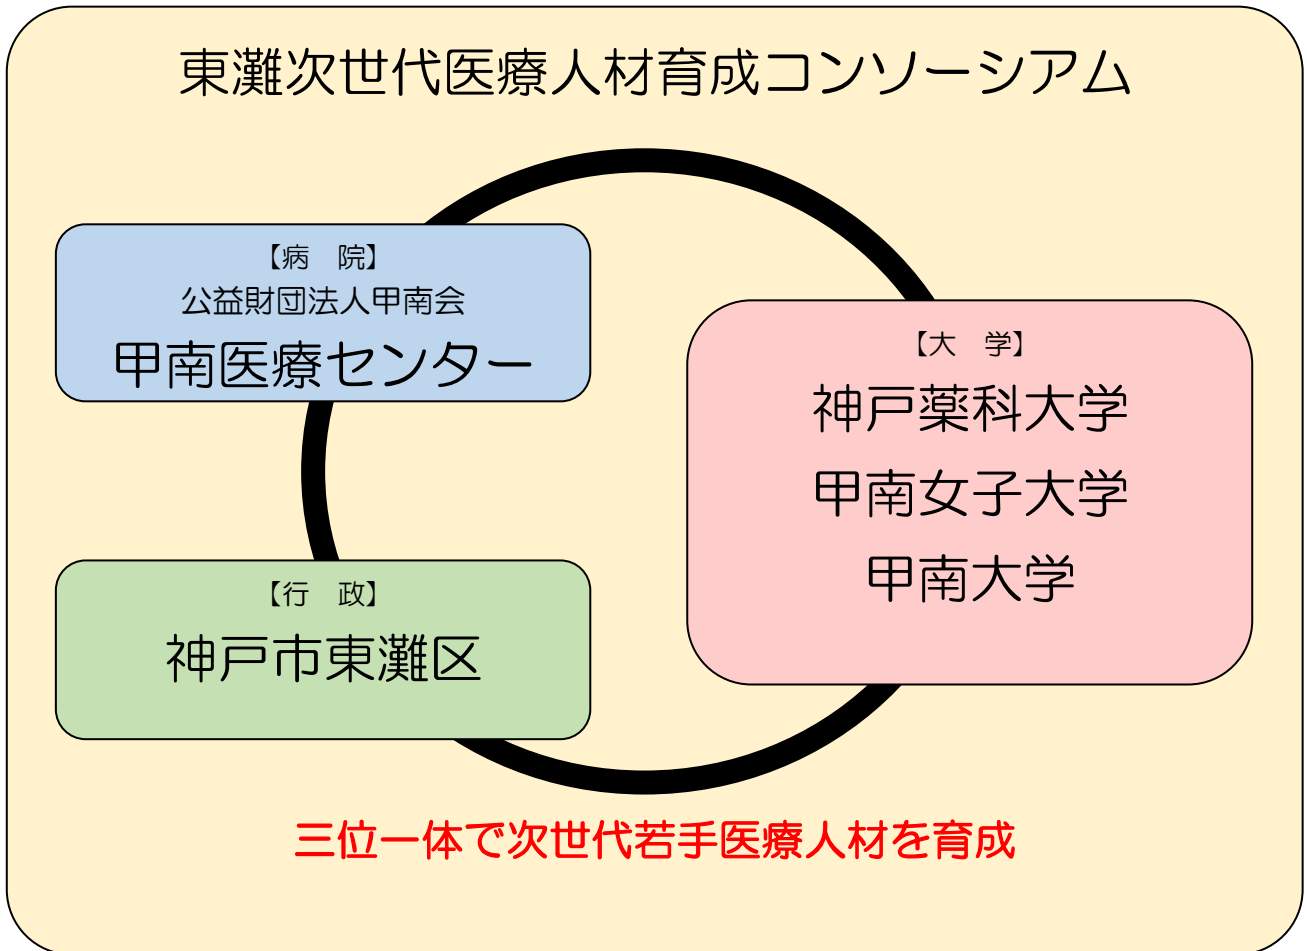 東灘次世代医療人材育成コンソーシアム
【病　院】
公益財団法人甲南会
甲南医療センター
【大　学】
神戸薬科大学
甲南女子大学
甲南大学
【行　政】
神戸市東灘区
三位一体で次世代若手医療人材を育成